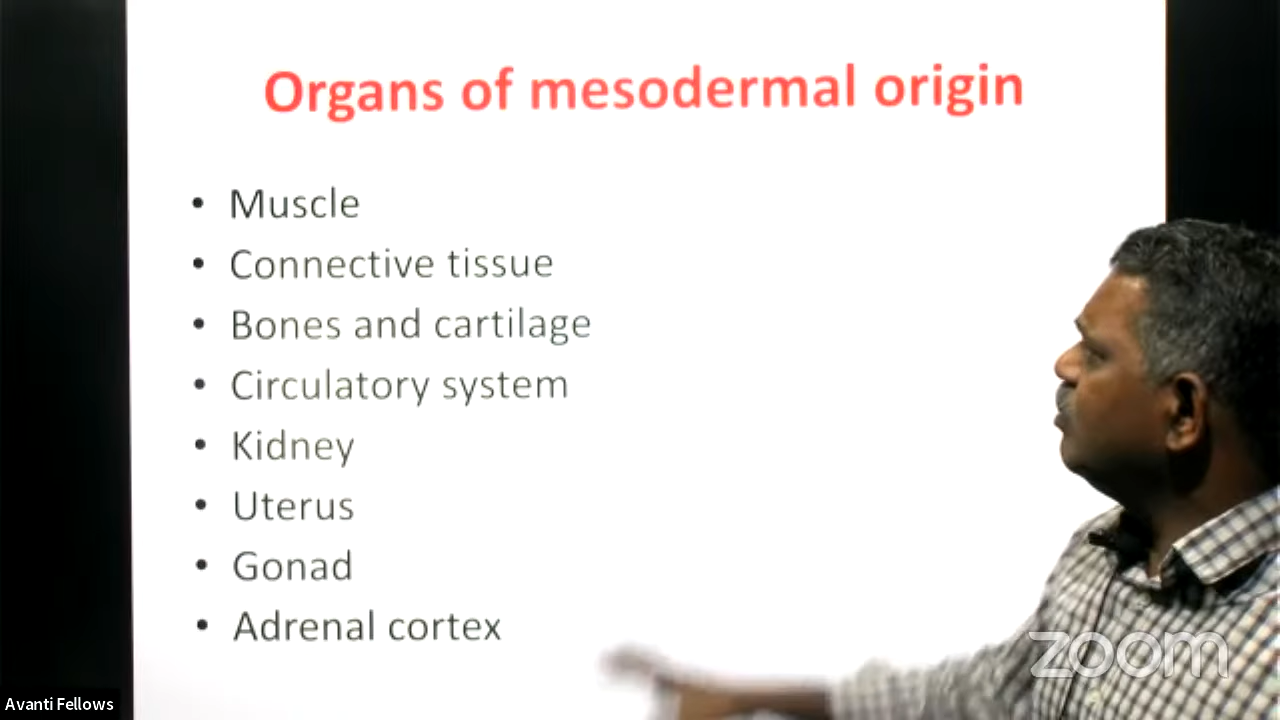 Organs of mesodermal origin
• Muscle
• Connective tissue
• Bones and cartilage
• Circulatory system
• Kidney
• Uterus
• Gonad
• Adrenal cortex
zoom
Avanti Fellows